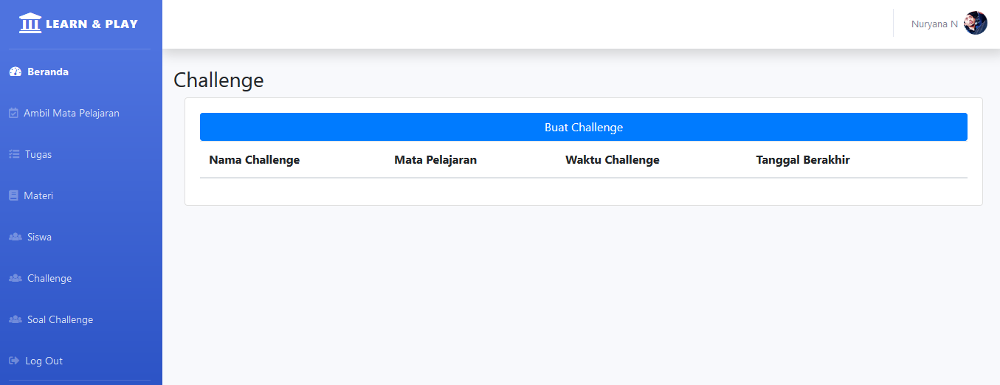 LEARN & PLAY
Nuryana N
Beranda
Ambil Mata Pelajaran
Tugas
Materi
Siswa
Challenge
Soal Challenge
Log Out
Challenge
Buat Challenge
Nama Challenge Mata Pelajaran Waktu Challenge Tanggal Berakhir